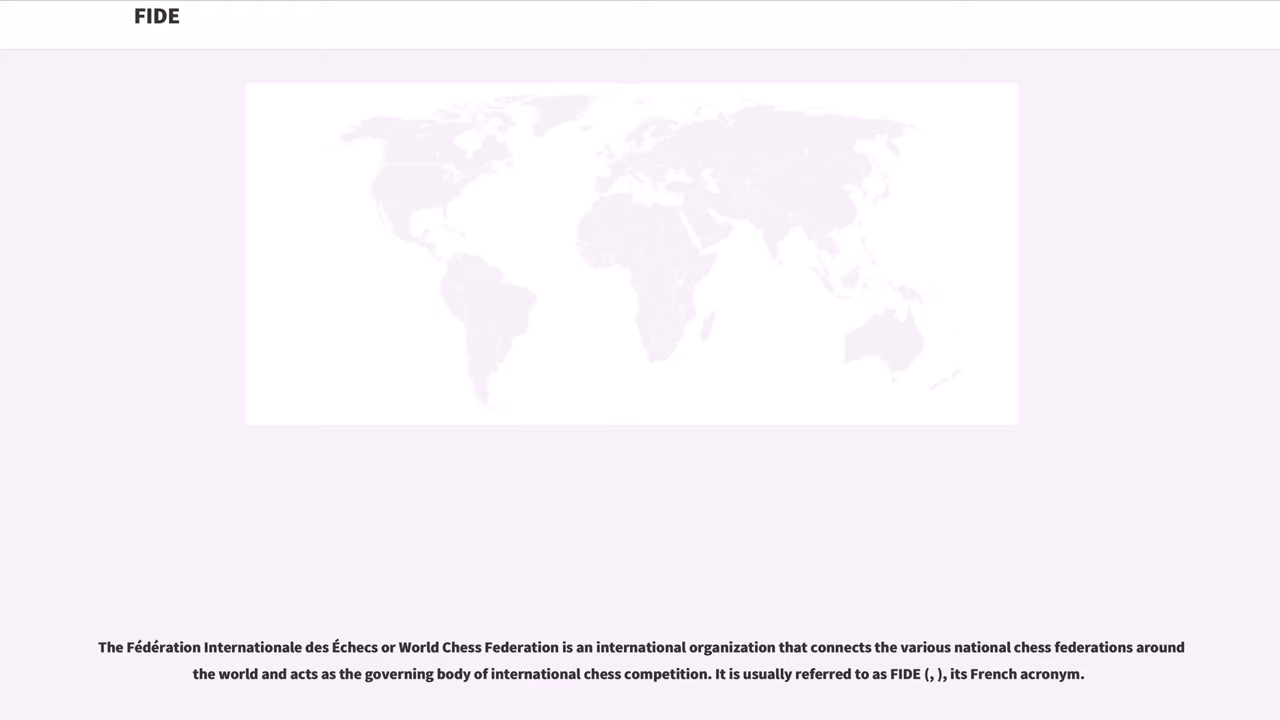 FIDE
The Fédération Internationale des Échecs or World Chess Federation is an international organization that connects the various national chess federations around
the world and acts as the governing body of international chess competition. It is usually referred to as FIDE (, ), its French acronym.